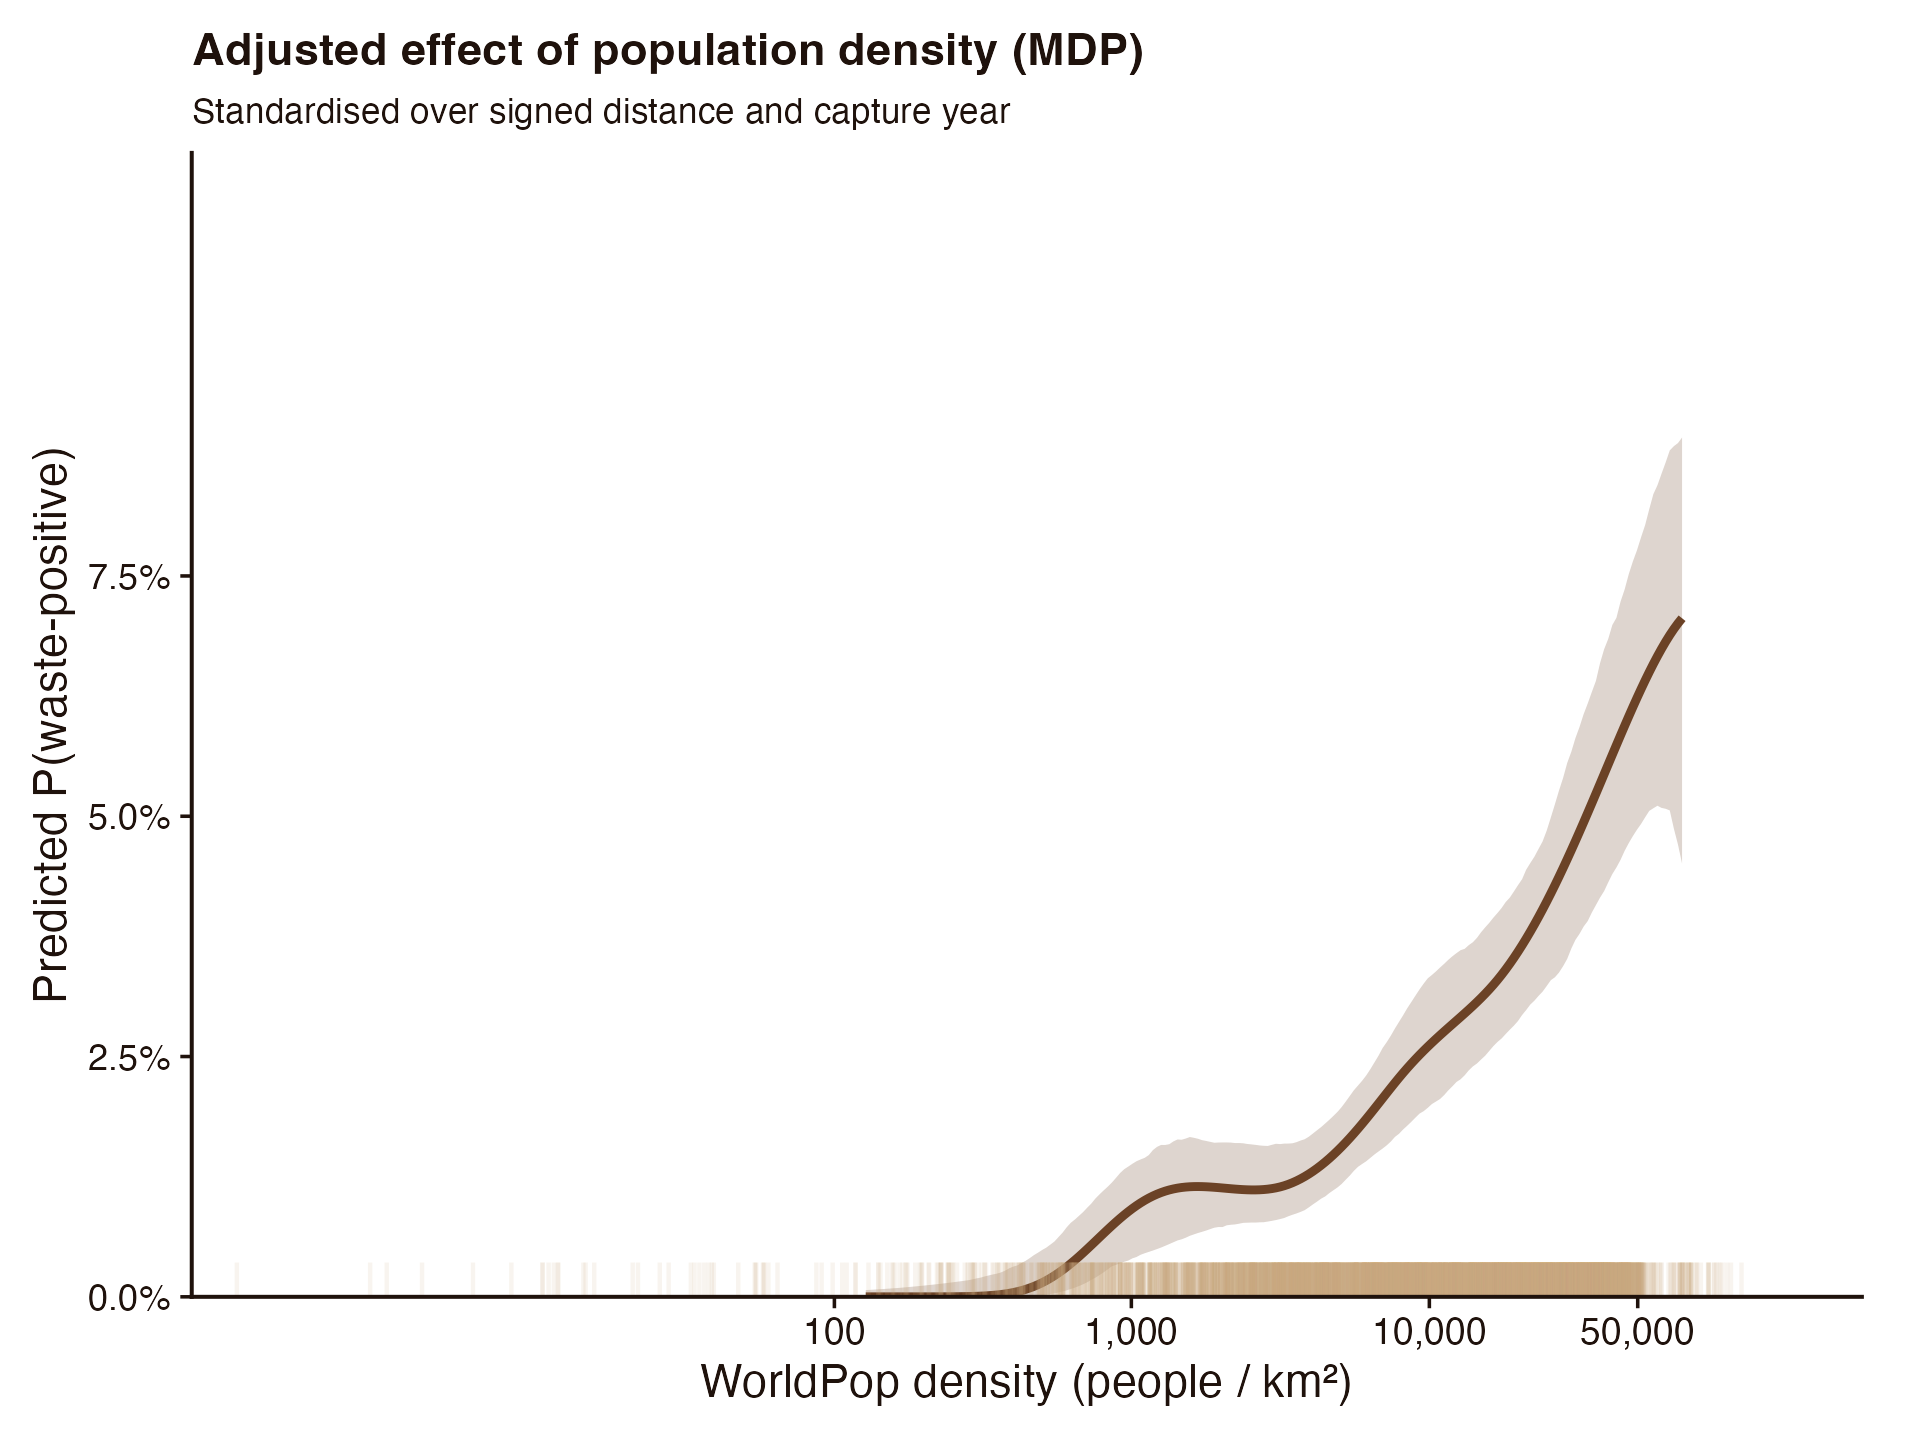 Adjusted effect of population density (MDP)
Standardised over signed distance and capture year
Predicted P(waste-positive)
7.5%
5.0%
2.5%
0.0%
100
1,000
10,000
50,000
WorldPop density (people / km²)